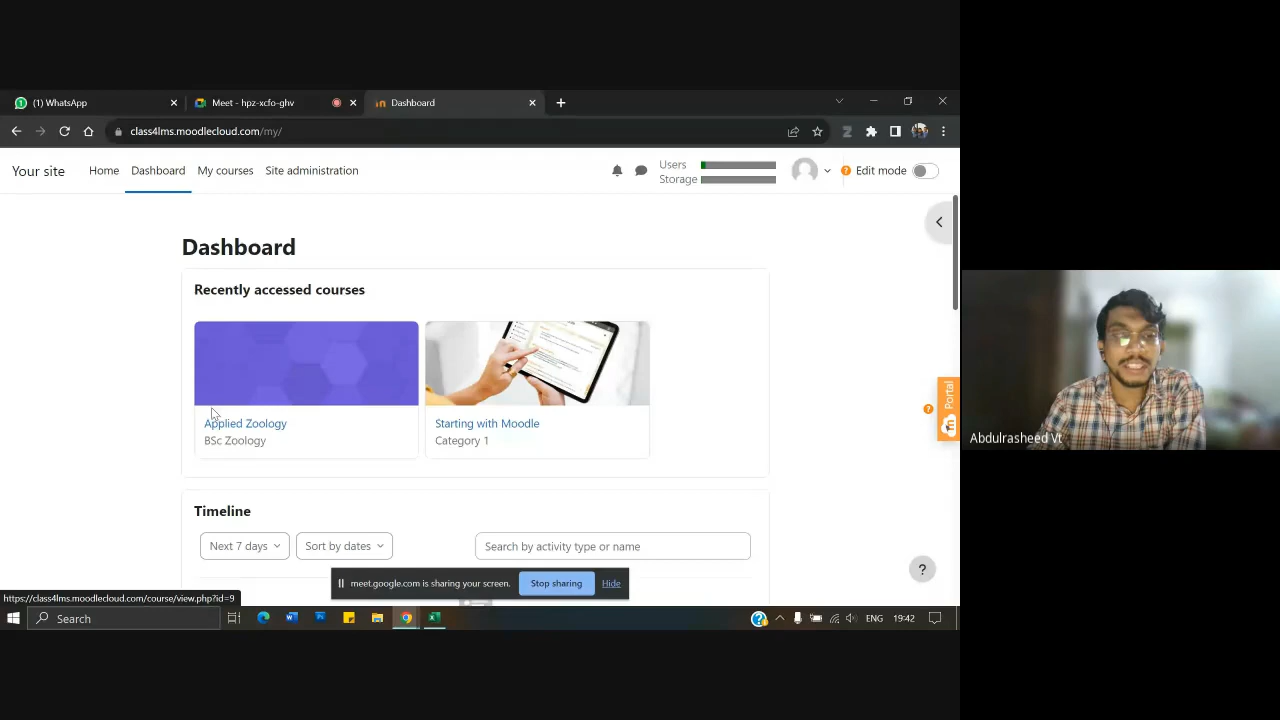 (1) WhatsApp
Meet - hpz-xcfo-ghv
Dashboard
class4lms.moodlecloud.com/my/
Your site
Home
Dashboard
My courses
Site administration
Users
Storage
Edit mode
Dashboard
Recently accessed courses
Applied Zoology
BSc Zoology
Starting with Moodle
Category 1
Portal
Abdulrasheed Vt
Timeline
Next 7 days
Sort by dates
Search by activity type or name
meet.google.com is sharing your screen.
Stop sharing
Hide
?
https://class4lms.moodlecloud.com/course/view.php?id=9
Search
ENG
19:42